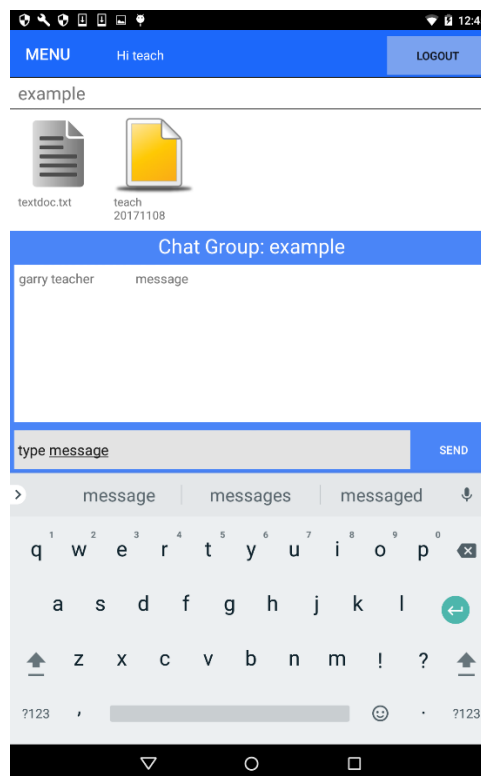 12:4
MENU Hi teach LOGOUT
example
textdoc.txt teach
20171108
Chat Group: example
garry teacher message
type message SEND
message messages messaged
1 2 3 4 5 6 7 8 9 0
q w e r t y u i o p
a s d f g h j k l
z x c v b n m ! ?
?123 , . ?123